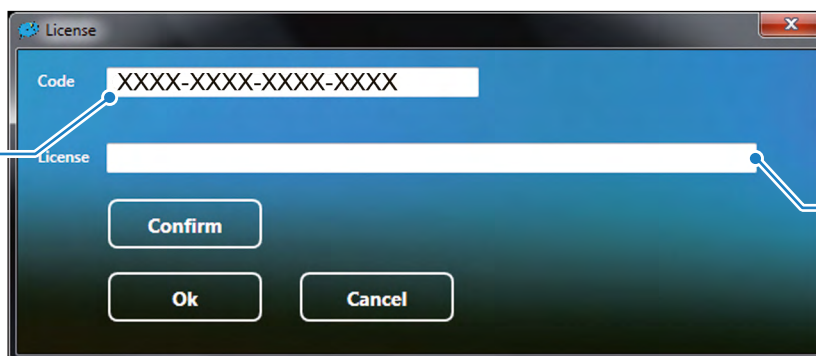 License
x
Code XXXX-XXXX-XXXX-XXXX
License
Confirm
Ok Cancel